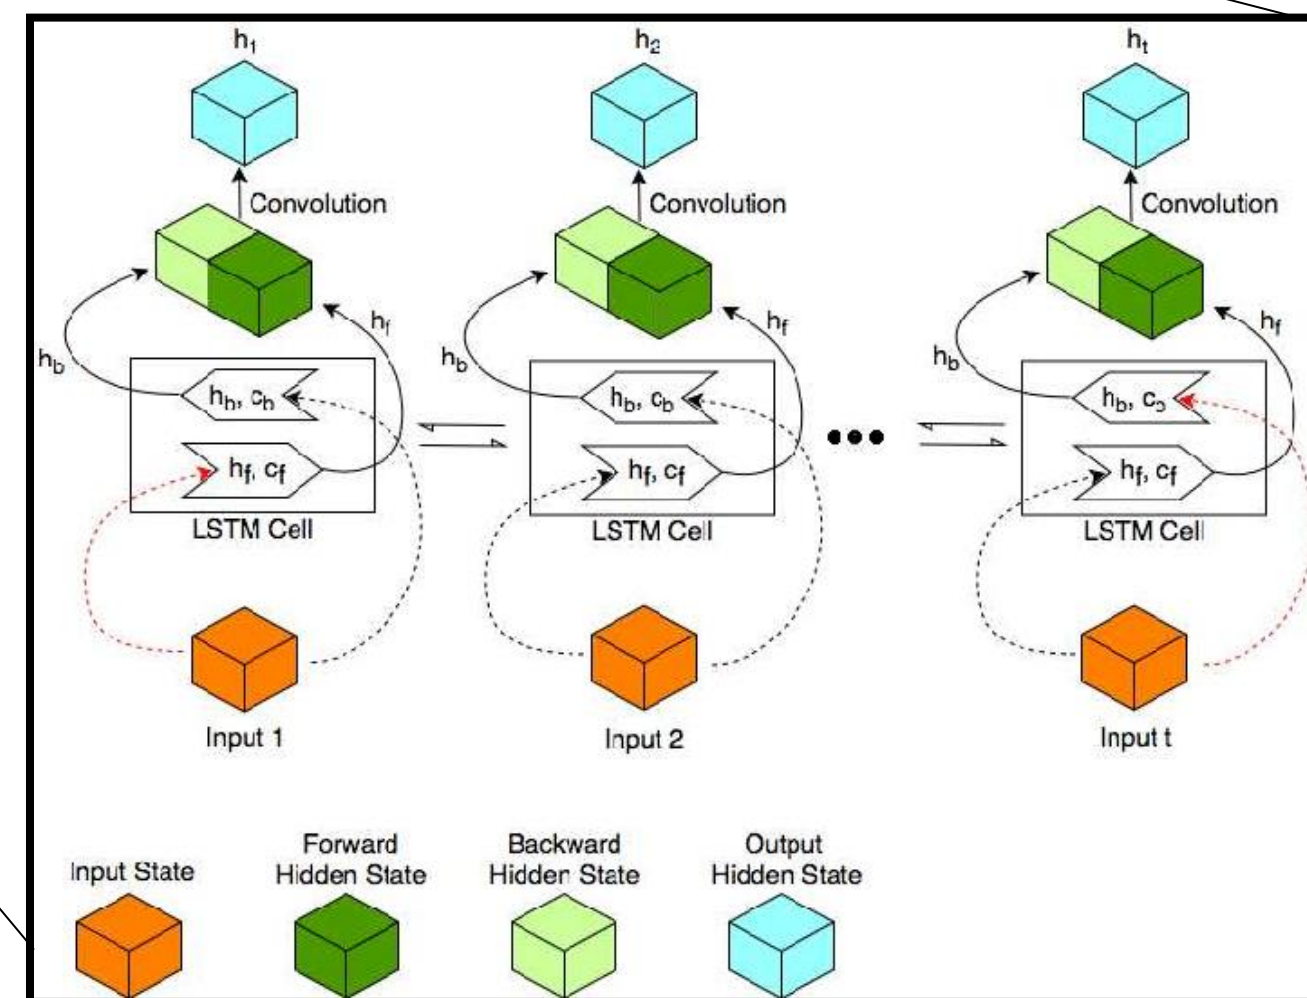 h1
h2
ht
Convolution
Convolution
Convolution
hb
hf
hb
hf
hb
hf
hb, cb
hb, cb
hb, cb
hf, cf
hf, cf
hf, cf
LSTM Cell
LSTM Cell
LSTM Cell
Input 1
Input 2
Input t
Input State
Forward
Hidden State
Backward
Hidden State
Output
Hidden State